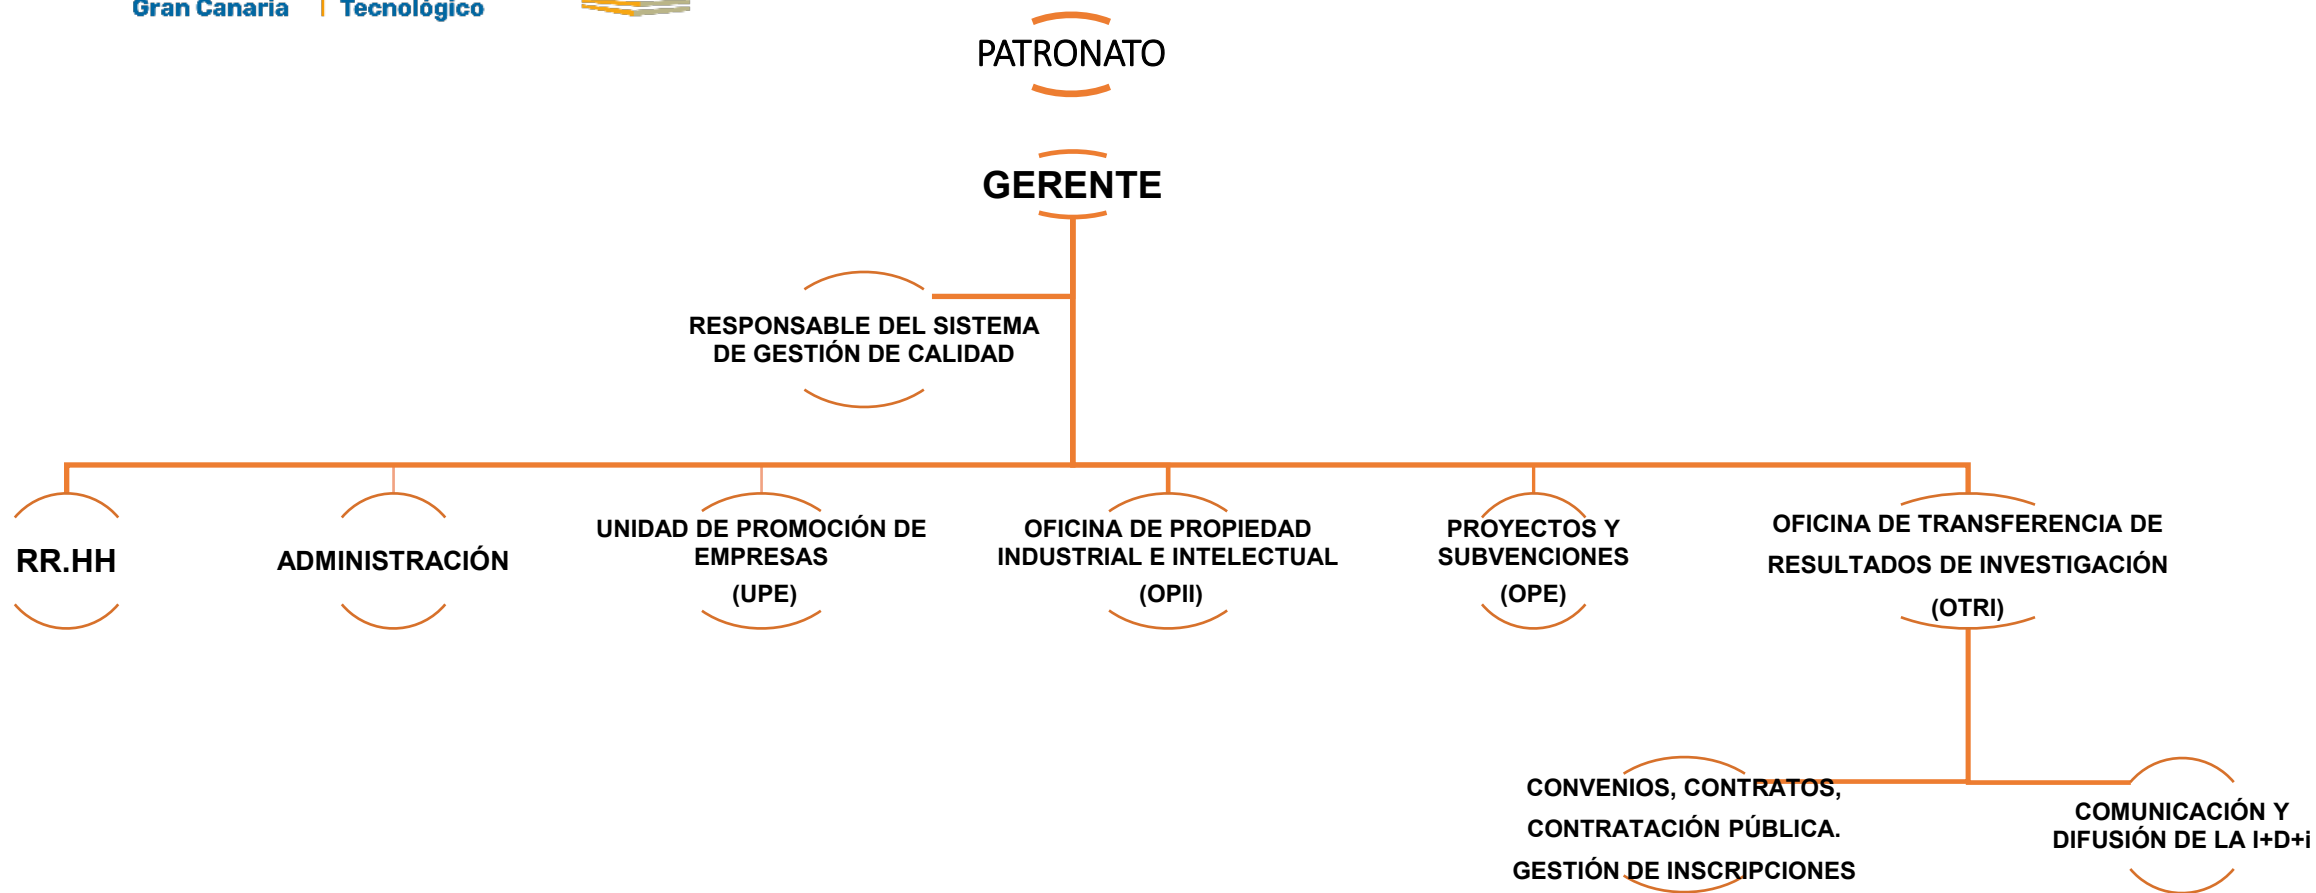 Gran Canaria | Tecnológico
PATRONATO
GERENTE
RESPONSABLE DEL SISTEMA
DE GESTIÓN DE CALIDAD
RR.HH
ADMINISTRACIÓN
UNIDAD DE PROMOCIÓN DE
EMPRESAS
(UPE)
OFICINA DE PROPIEDAD
INDUSTRIAL E INTELECTUAL
(OPII)
PROYECTOS Y
SUBVENCIONES
(OPE)
OFICINA DE TRANSFERENCIA DE
RESULTADOS DE INVESTIGACIÓN
(OTRI)
CONVENIOS, CONTRATOS,
CONTRATACIÓN PÚBLICA.
GESTIÓN DE INSCRIPCIONES
COMUNICACIÓN Y
DIFUSIÓN DE LA I+D+i